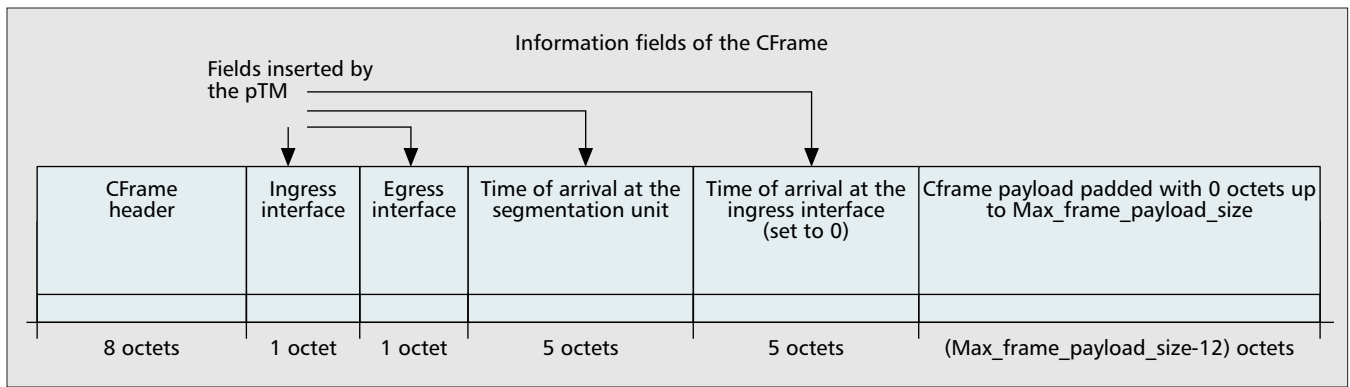 Information fields of the CFrame
Fields inserted by
the pTM
CFrame
header
Ingress
interface
Egress
interface
Time of arrival at the
segmentation unit
Time of arrival at the
ingress interface
(set to 0)
Cframe payload padded with 0 octets up
to Max_frame_payload_size
8 octets
1 octet
1 octet
5 octets
5 octets
(Max_frame_payload_size-12) octets